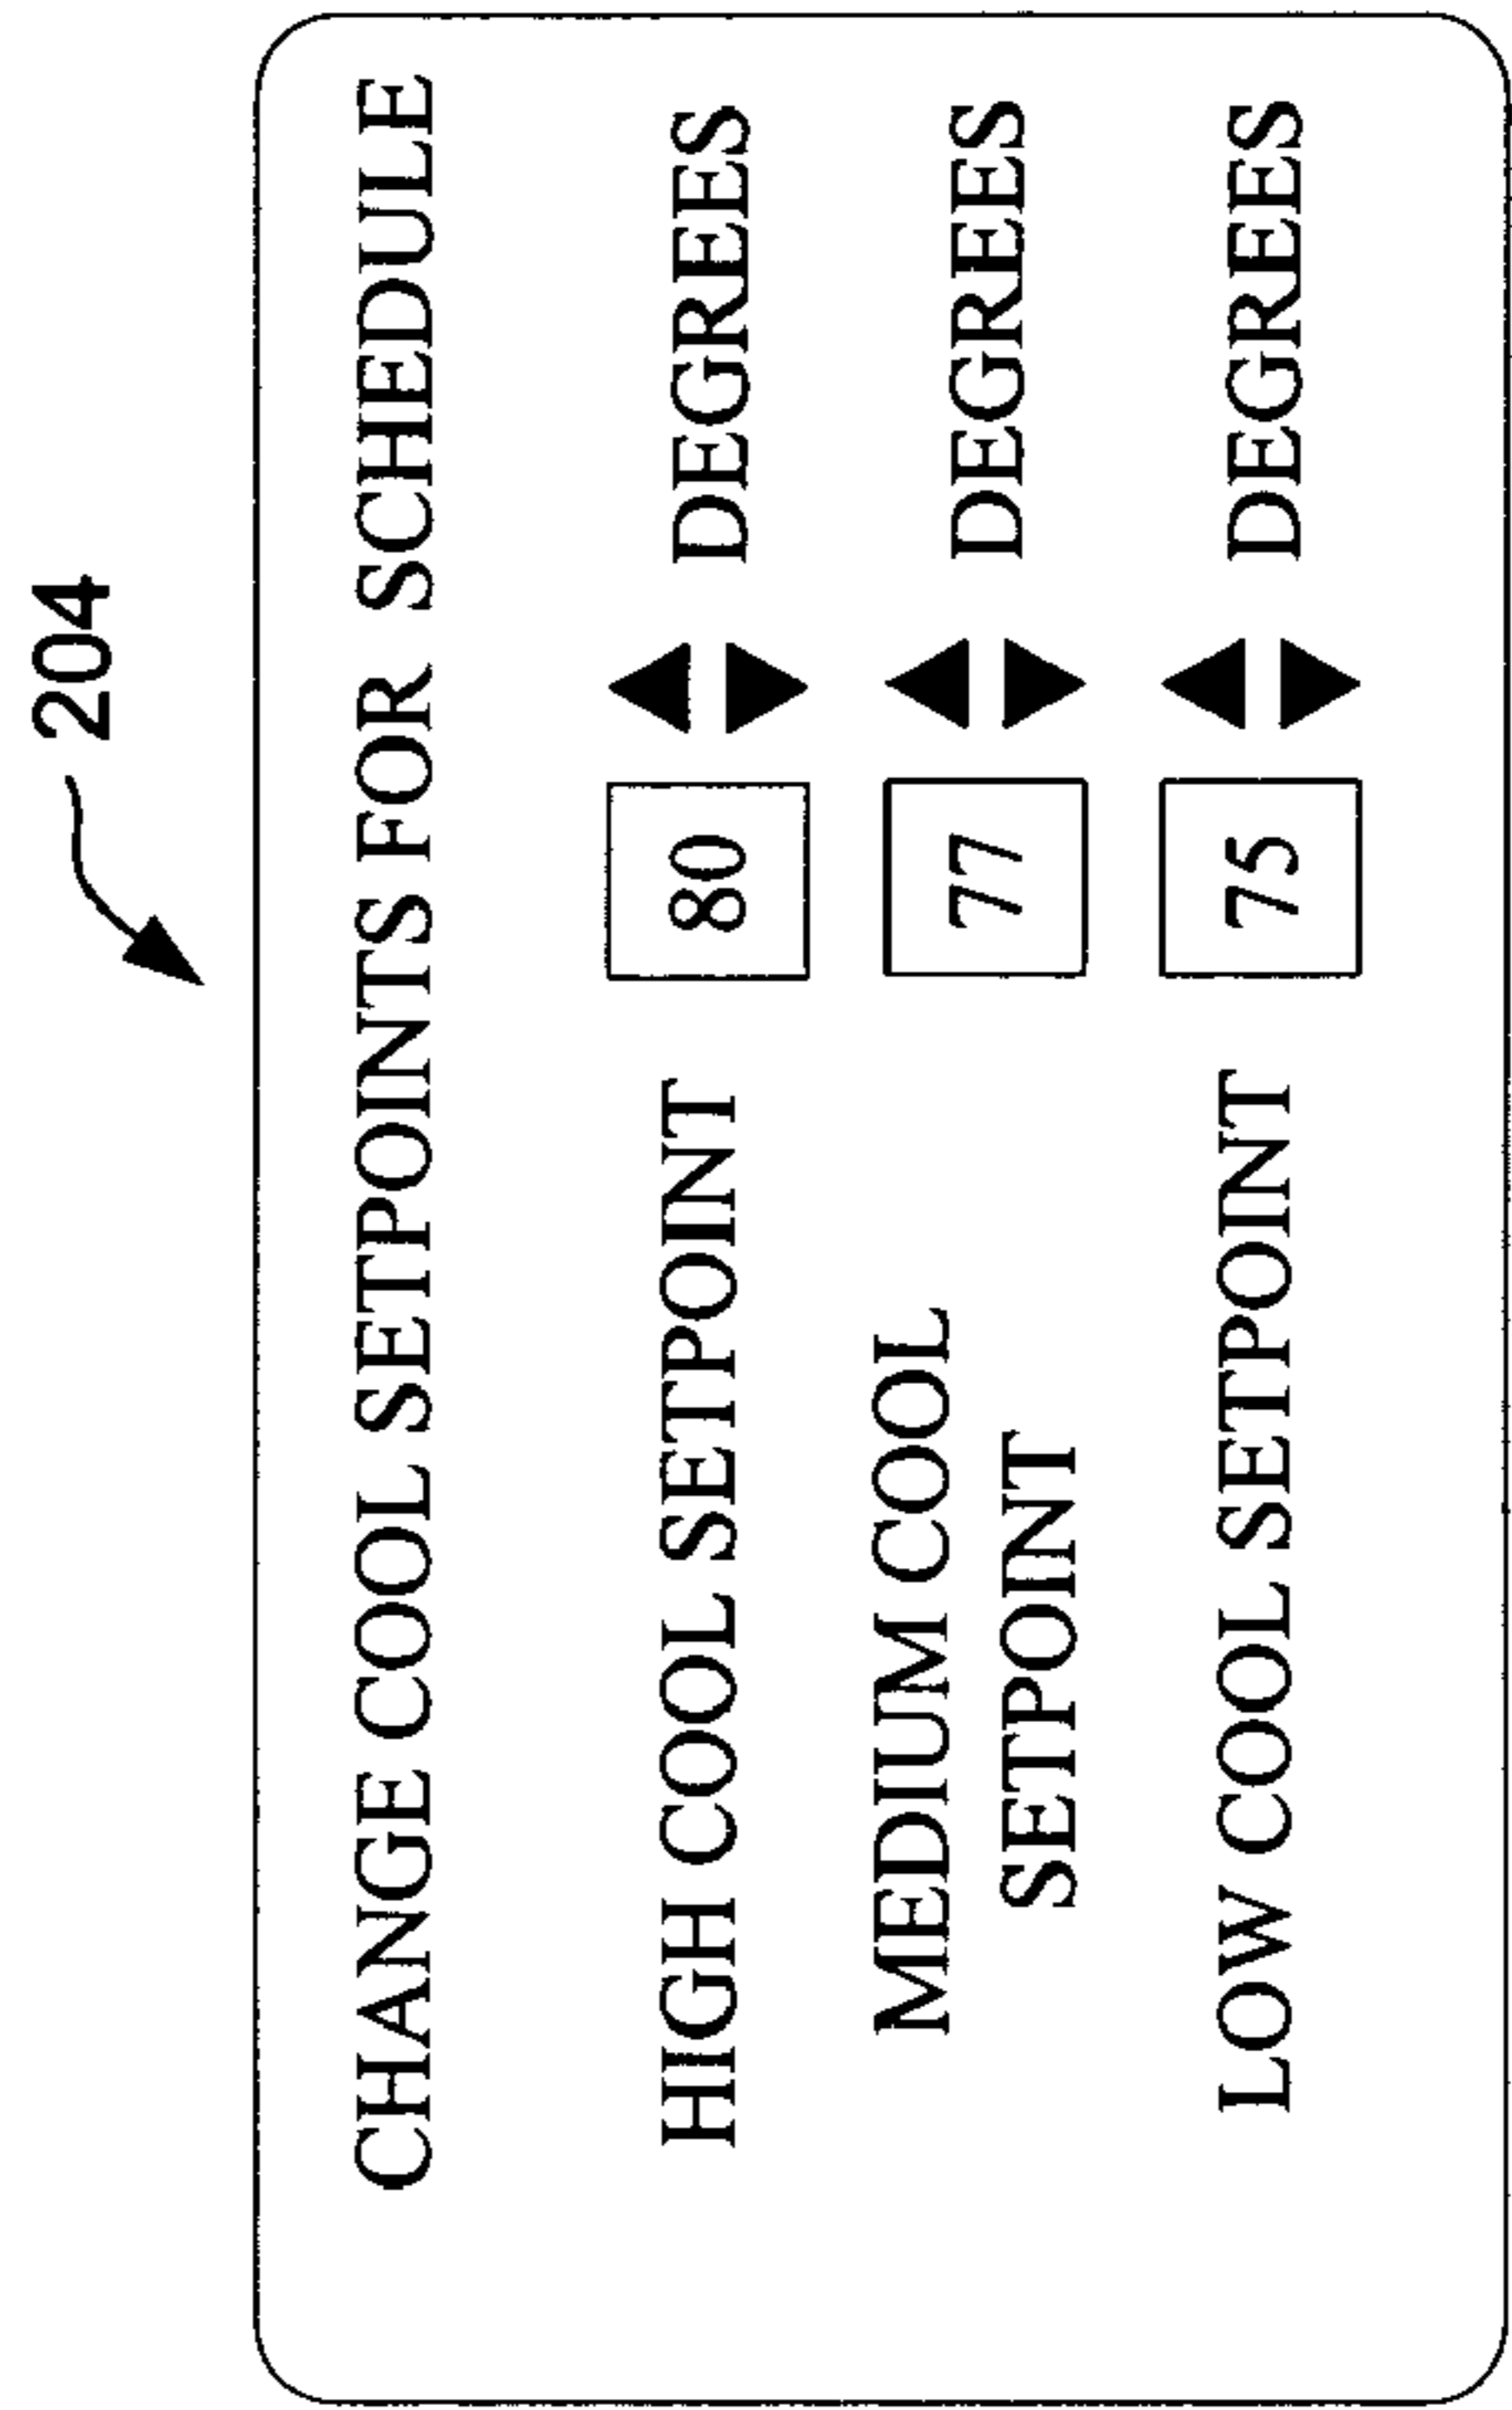 204
CHANGE COOL SETPOINTS FOR SCHEDULE
HIGH COOL SETPOINT 80 DEGREES
MEDIUM COOL
SETPOINT 77 DEGREES
LOW COOL SETPOINT 75 DEGREES